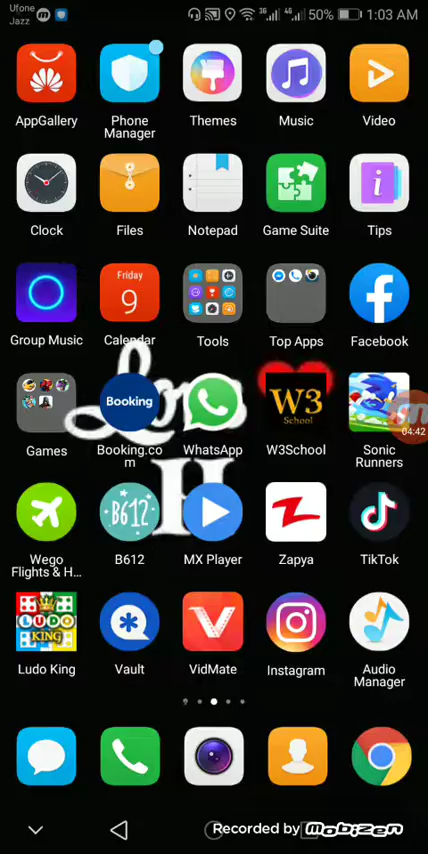 Ufone
Jazz
3G
4G
50%
1:03 AM
AppGallery
Phone
Manager
Themes
Music
Video
Clock
Files
Notepad
Game Suite
Tips
Group Music
Friday
9
Calendar
Tools
Top Apps
Facebook
Games
Booking
Booking.co
m
WhatsApp
W3
School
W3School
Sonic
Runners
04:42
H
Wego
Flights & H...
B612
B612
MX Player
Zapya
TikTok
LUDO
KING
Ludo King
Vault
VidMate
Instagram
Audio
Manager
Recorded by Mobizen